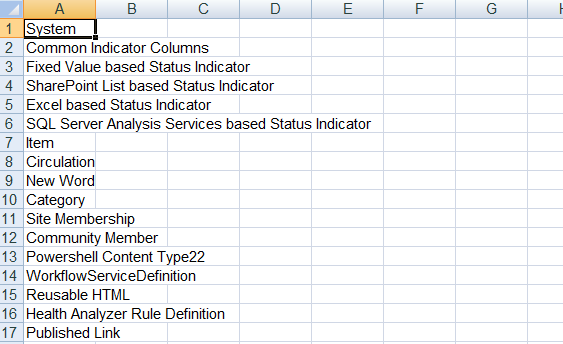 A B C D E F G
1 System
2 Common Indicator Columns
3 Fixed Value based Status Indicator
4 SharePoint List based Status Indicator
5 Excel based Status Indicator
6 SQL Server Analysis Services based Status Indicator
7 Item
8 Circulation
9 New Word
10 Category
11 Site Membership
12 Community Member
13 Powershell Content Type22
14 WorkflowServiceDefinition
15 Reusable HTML
16 Health Analyzer Rule Definition
17 Published Link